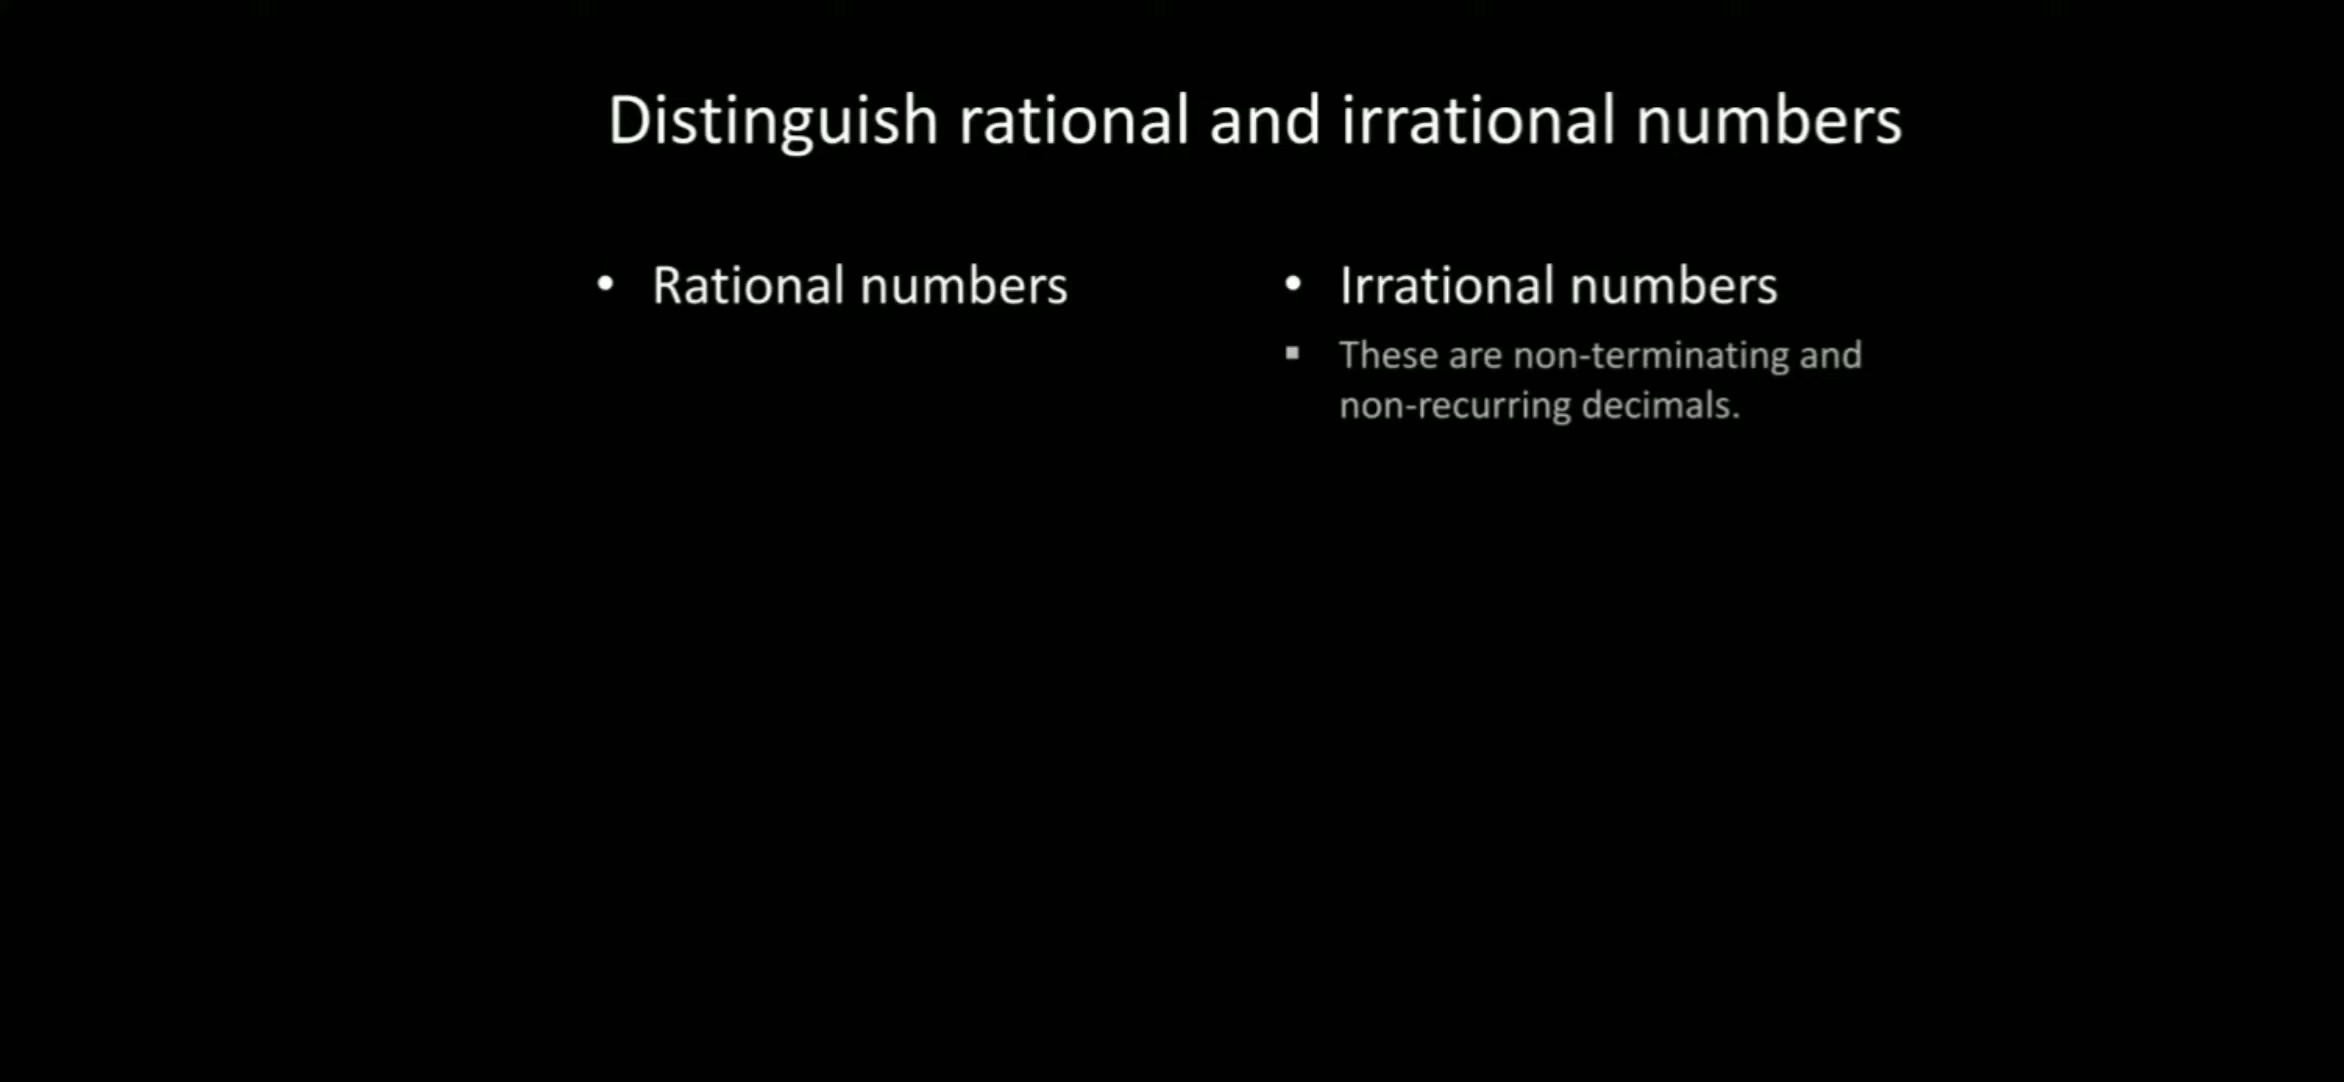 Distinguish rational and irrational numbers
• Rational numbers
• Irrational numbers
▪ These are non-terminating and
non-recurring decimals.